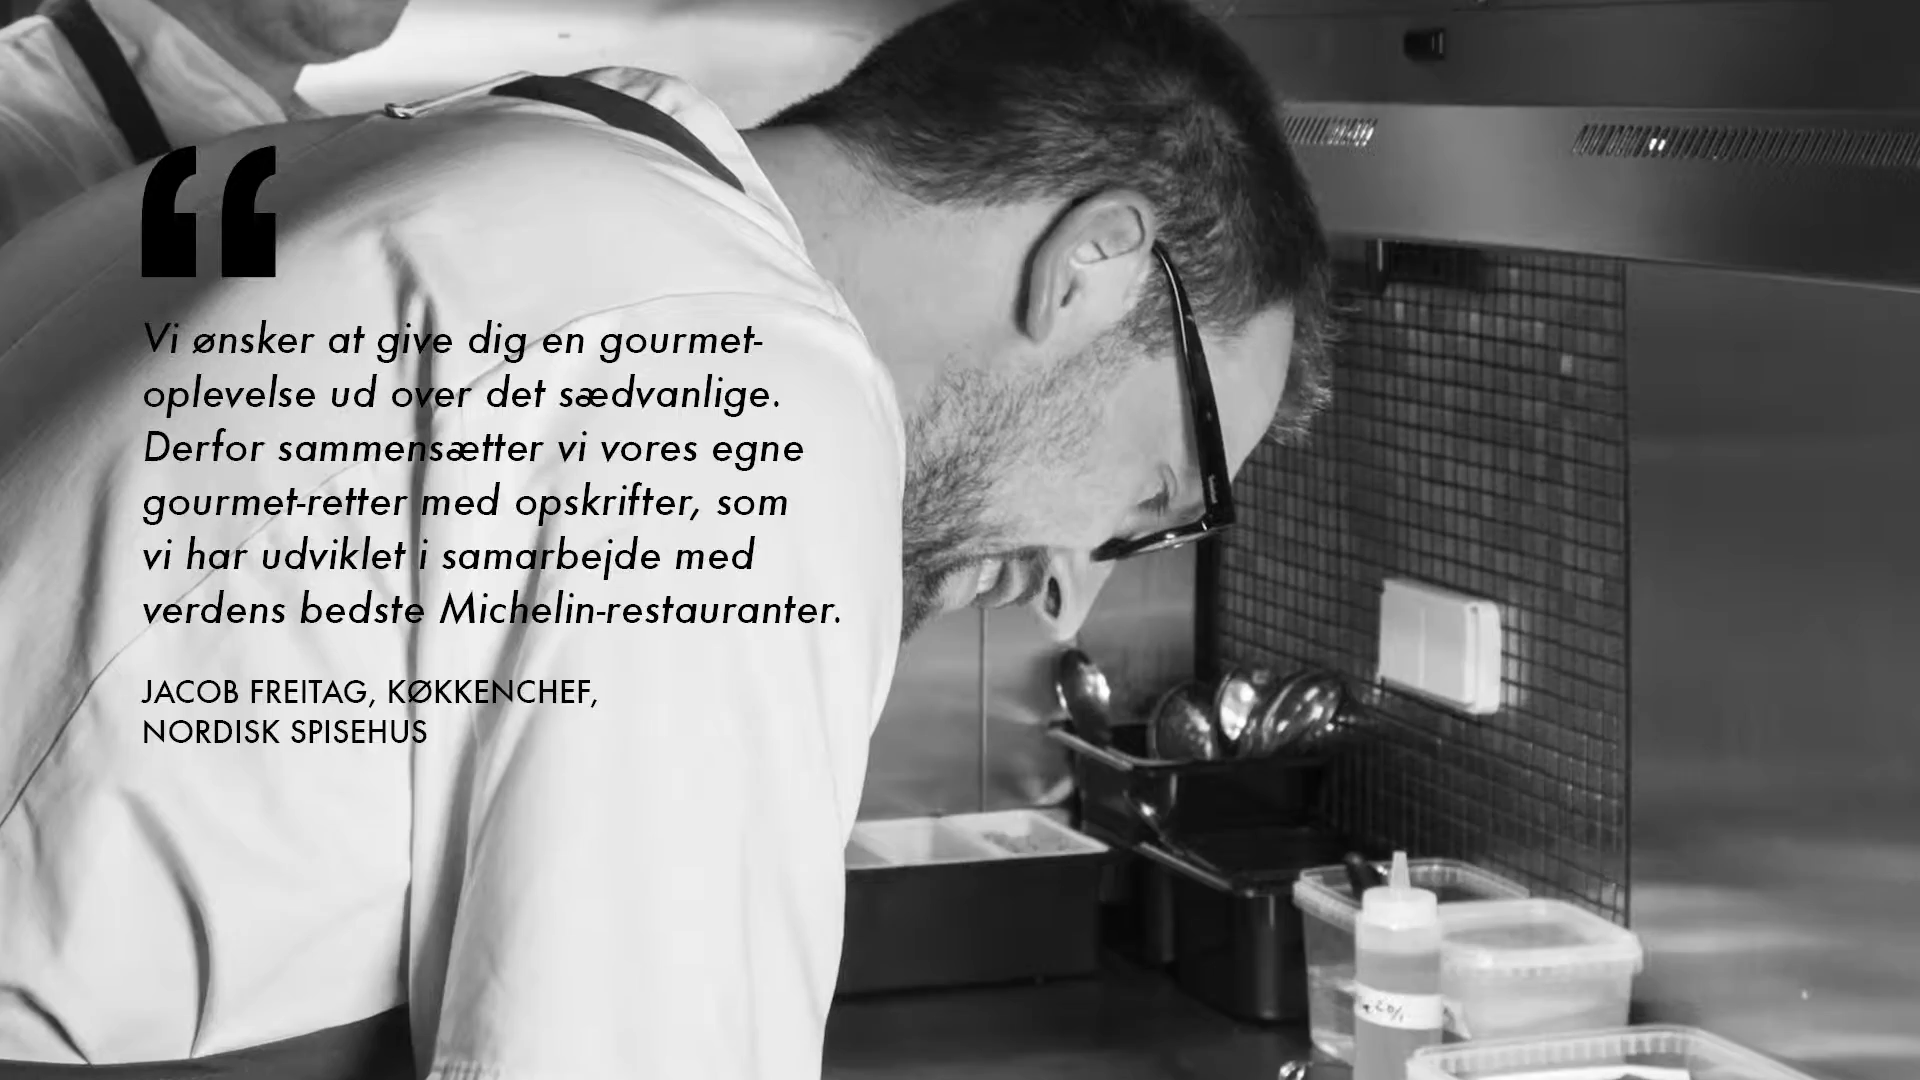 “
Vi ønsker at give dig en gourmet-
oplevelse ud over det sædvanlige.
Derfor sammensætter vi vores egne
gourmet-retter med opskrifter, som
vi har udviklet i samarbejde med
verdens bedste Michelin-restauranter.
JACOB FREITAG, KØKKENCHEF,
NORDISK SPISEHUS